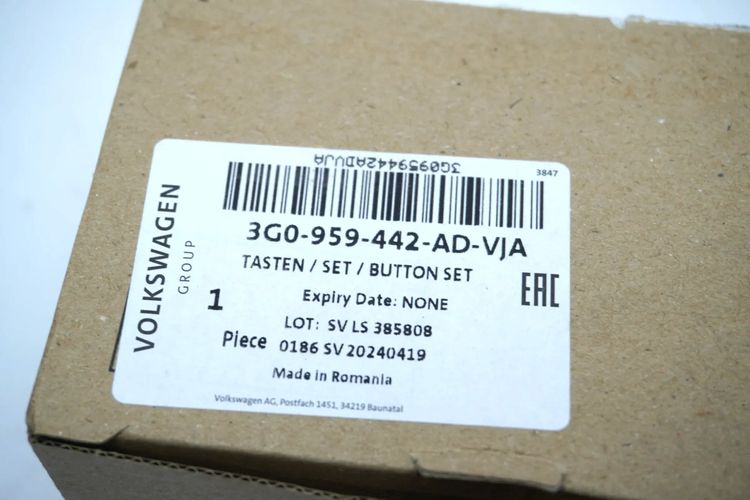 3G0959442ADVJA
3847
3G0-959-442-AD-VJA
TASTEN / SET / BUTTON SET
EAC
Expiry Date: NONE
1
LOT: SV LS 385808
Piece 0186 SV 20240419
Made in Romania
Volkswagen AG, Postfach 1451, 34219 Baunatal
VOLKSWAGEN
GROUP